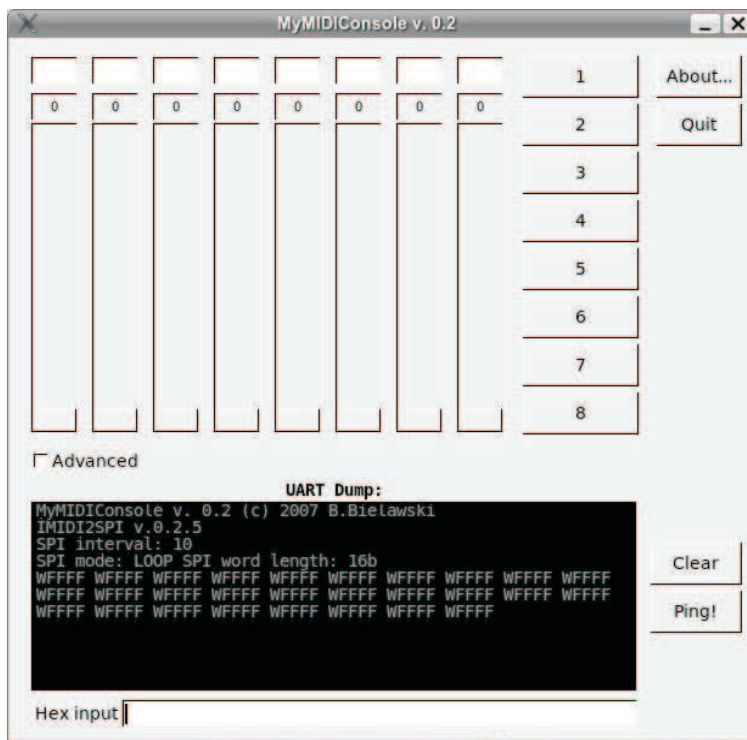 MyMIDIConsole v. 0.2
0 0 0 0 0 0 0 0
1
2
3
4
5
6
7
8
About...
Quit
Advanced
UART Dump:
MyMIDIConsole v. 0.2 (c) 2007 B.Bielawski
IMIDI2SPI v.0.2.5
SPI interval: 10
SPI mode: LOOP SPI word length: 16b
WFFFF WFFFF WFFFF WFFFF WFFFF WFFFF WFFFF WFFFF WFFFF WFFFF
WFFFF WFFFF WFFFF WFFFF WFFFF WFFFF WFFFF WFFFF WFFFF WFFFF
WFFFF WFFFF WFFFF WFFFF WFFFF WFFFF WFFFF WFFFF
Clear
Ping!
Hex input